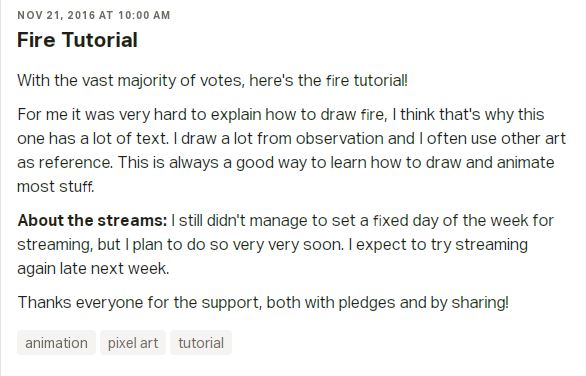 NOV 21, 2016 AT 10:00 AM
Fire Tutorial
With the vast majority of votes, here's the fire tutorial!
For me it was very hard to explain how to draw fire, I think that's why this
one has a lot of text. I draw a lot from observation and I often use other art
as reference. This is always a good way to learn how to draw and animate
most stuff.
About the streams: I still didn't manage to set a fixed day of the week for
streaming, but I plan to do so very very soon. I expect to try streaming
again late next week.
Thanks everyone for the support, both with pledges and by sharing!
animation pixel art tutorial